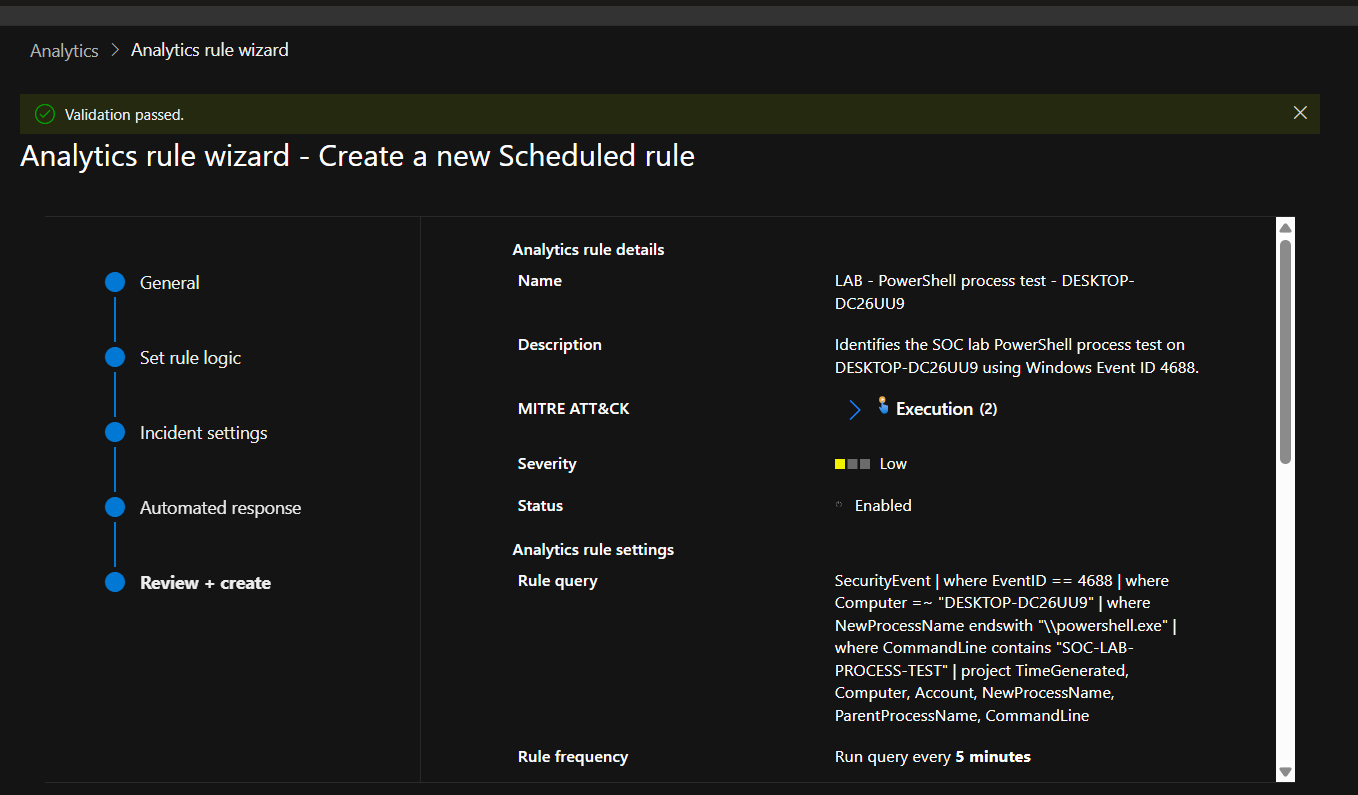 Analytics > Analytics rule wizard
Validation passed.
Analytics rule wizard - Create a new Scheduled rule
General
Set rule logic
Incident settings
Automated response
Review + create
Analytics rule details
Name
LAB - PowerShell process test - DESKTOP-
DC26UU9
Description
Identifies the SOC lab PowerShell process test on
DESKTOP-DC26UU9 using Windows Event ID 4688.
MITRE ATT&CK
Execution (2)
Severity
Low
Status
Enabled
Analytics rule settings
Rule query
SecurityEvent | where EventID == 4688 | where
Computer =~ "DESKTOP-DC26UU9" | where
NewProcessName endswith "\\powershell.exe" |
where CommandLine contains "SOC-LAB-
PROCESS-TEST" | project TimeGenerated,
Computer, Account, NewProcessName,
ParentProcessName, CommandLine
Rule frequency
Run query every 5 minutes